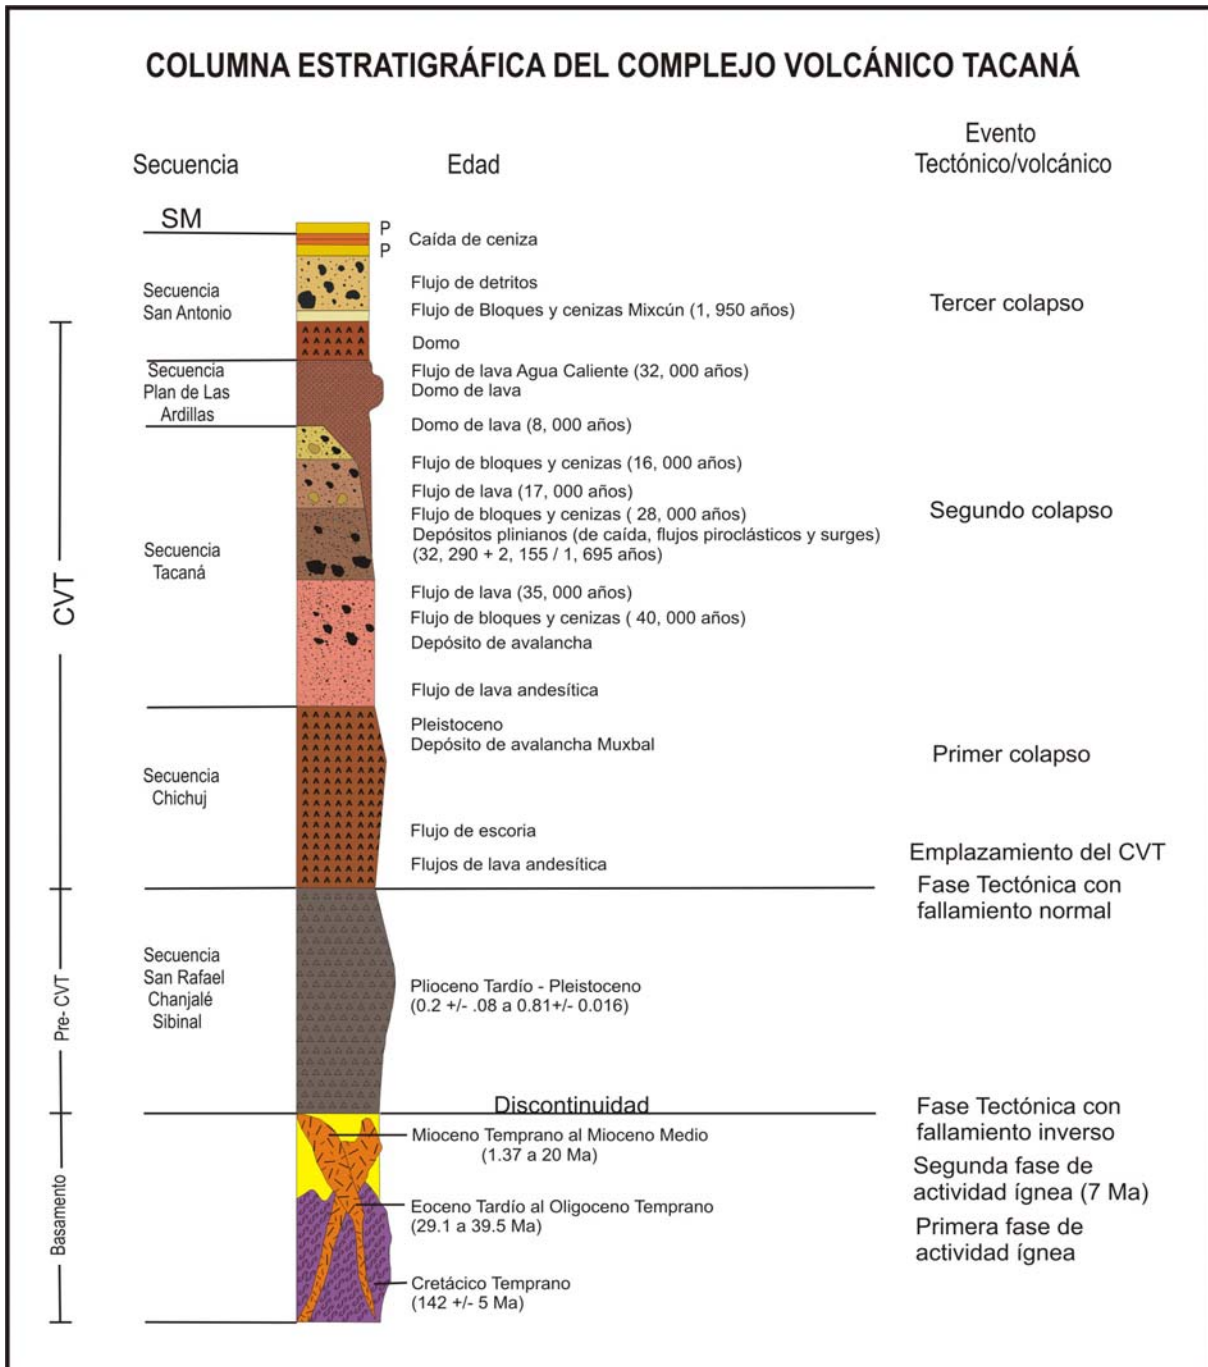 COLUMNA ESTRATIGRÁFICA DEL COMPLEJO VOLCÁNICO TACANÁ
Secuencia
Edad
Evento
Tectónico/volcánico
SM
P
P
Caída de ceniza
Secuencia
San Antonio
Flujo de detritos
Flujo de Bloques y cenizas Mixcún (1, 950 años)
Domo
Tercer colapso
Secuencia
Plan de Las
Ardillas
Flujo de lava Agua Caliente (32, 000 años)
Domo de lava
Domo de lava (8, 000 años)
Flujo de bloques y cenizas (16, 000 años)
Flujo de lava (17, 000 años)
Flujo de bloques y cenizas ( 28, 000 años)
Depósitos plinianos (de caída, flujos piroclásticos y surges)
(32, 290 + 2, 155 / 1, 695 años)
Segundo colapso
Secuencia
Tacaná
CVT
Flujo de lava (35, 000 años)
Flujo de bloques y cenizas ( 40, 000 años)
Depósito de avalancha
Flujo de lava andesítica
Pleistoceno
Depósito de avalancha Muxbal
Primer colapso
Secuencia
Chichuj
Flujo de escoria
Flujos de lava andesítica
Emplazamiento del CVT
Fase Tectónica con
fallamiento normal
Pre- CVT
Secuencia
San Rafael
Chanjalé
Sibinal
Plioceno Tardío - Pleistoceno
(0.2 +/- .08 a 0.81+/- 0.016)
Discontinuidad
Fase Tectónica con
fallamiento inverso
Basamento
Mioceno Temprano al Mioceno Medio
(1.37 a 20 Ma)
Segunda fase de
actividad ígnea (7 Ma)
Eoceno Tardío al Oligoceno Temprano
(29.1 a 39.5 Ma)
Primera fase de
actividad ígnea
Cretácico Temprano
(142 +/- 5 Ma)